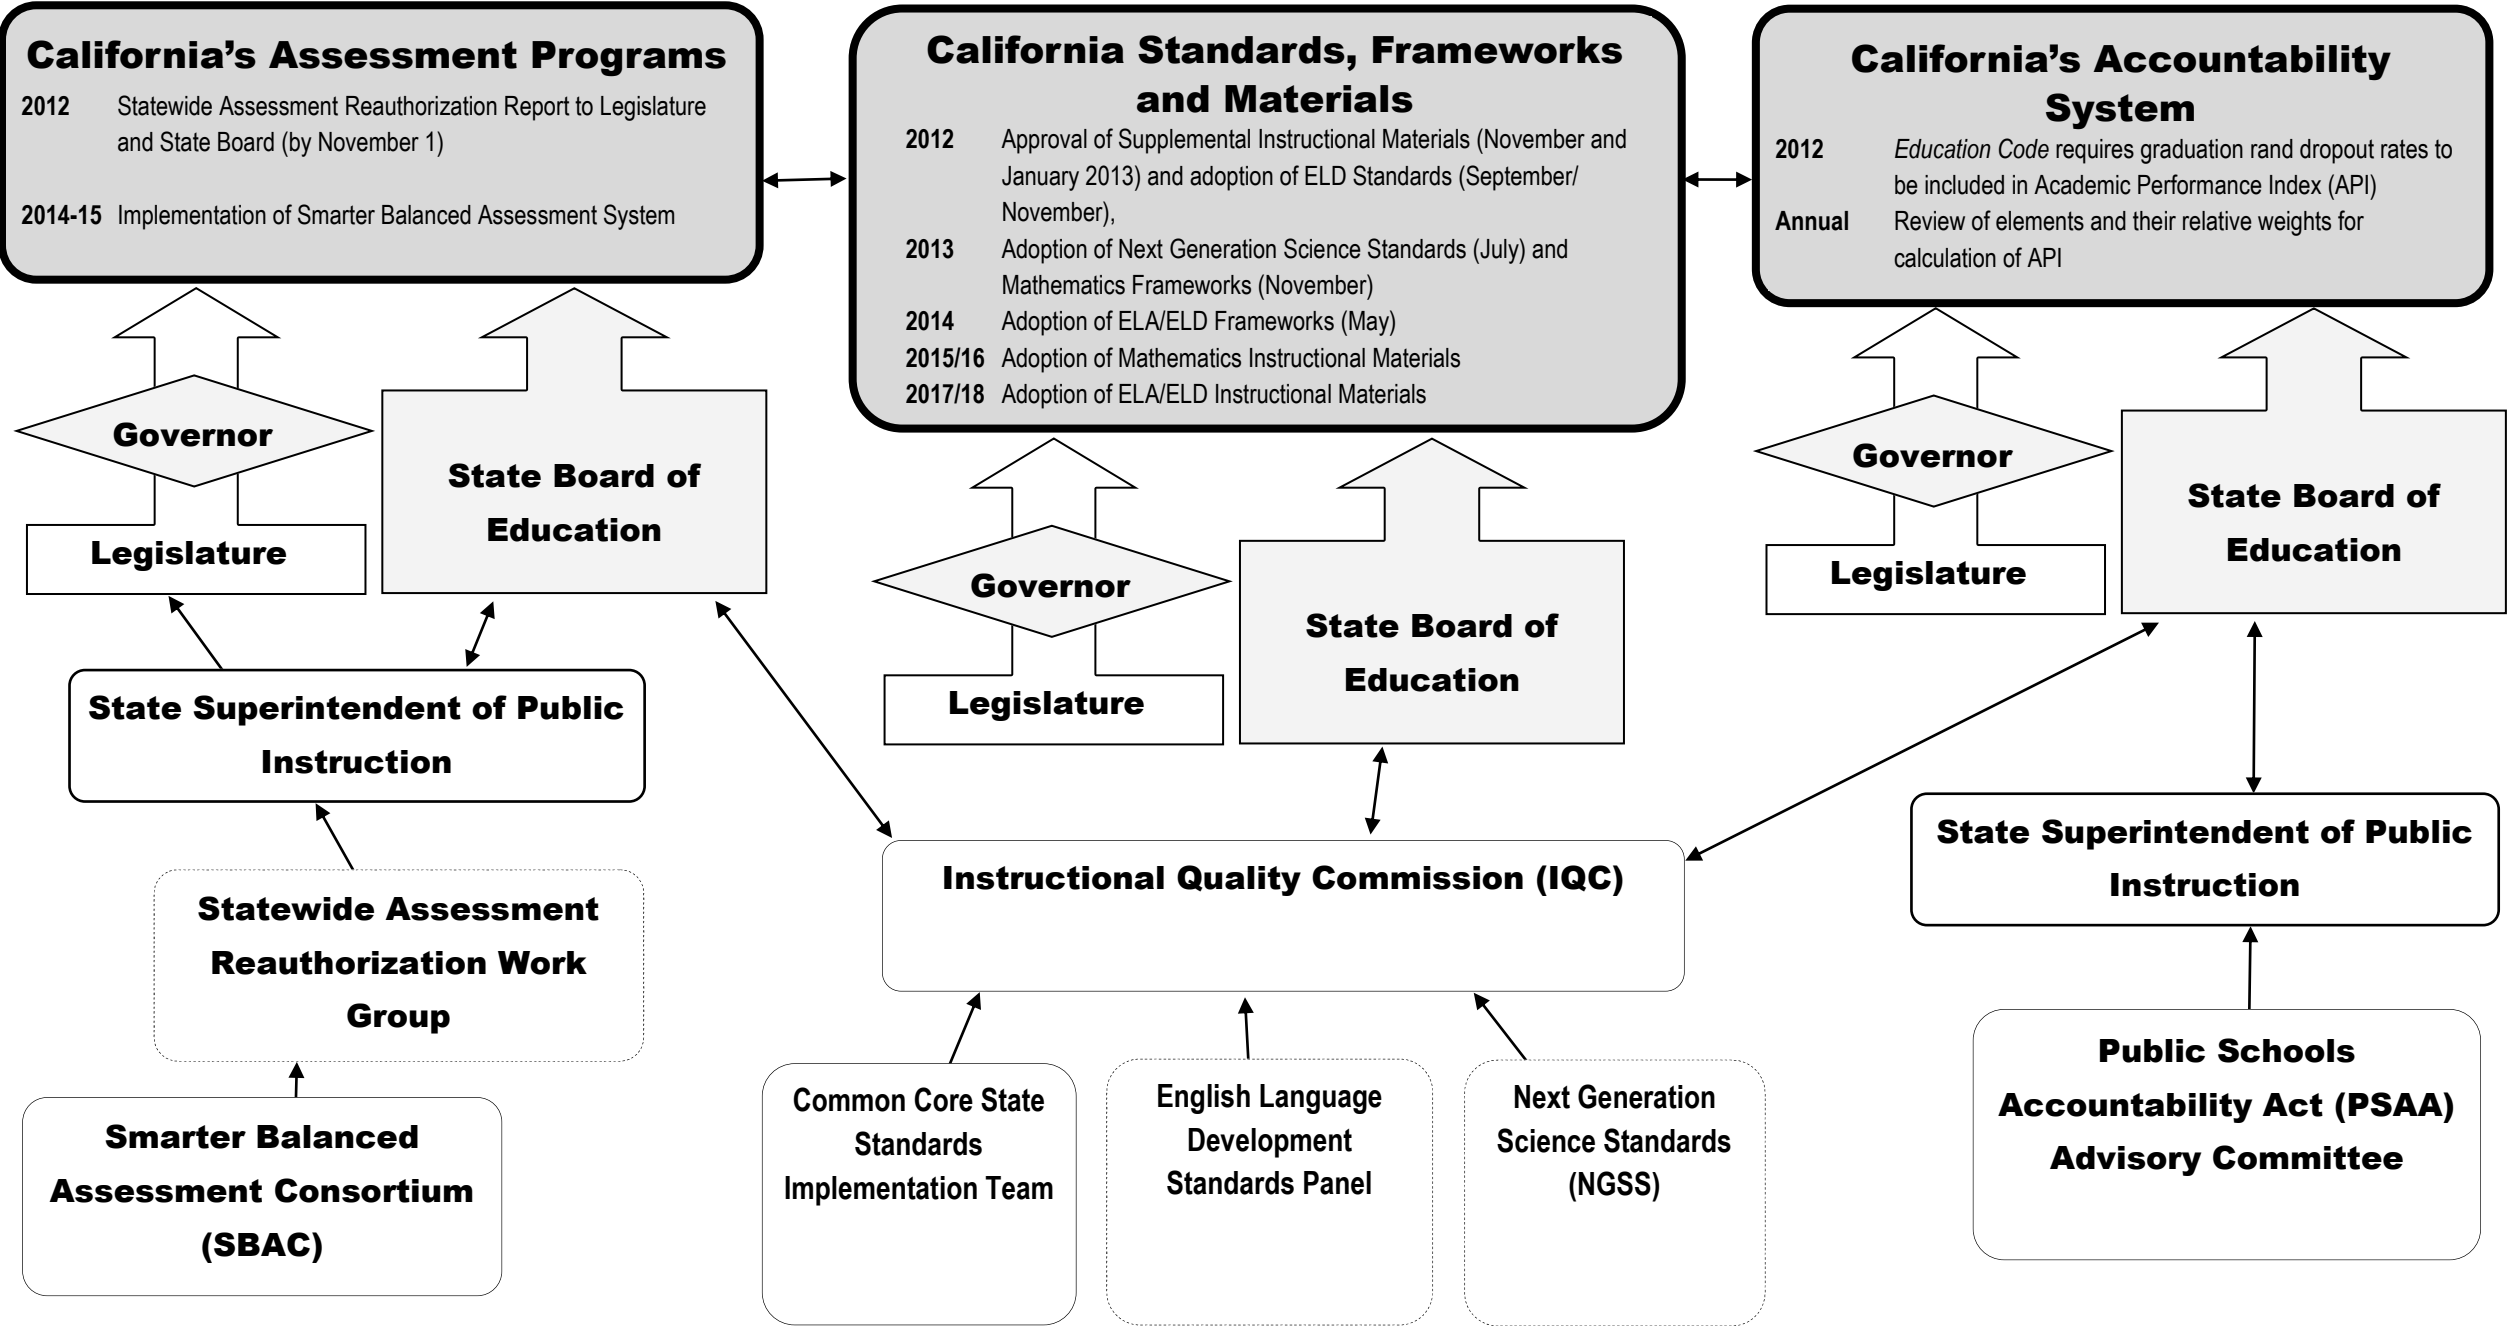 California’s Assessment Programs
2012 Statewide Assessment Reauthorization Report to Legislature
and State Board (by November 1)
2014-15 Implementation of Smarter Balanced Assessment System
California Standards, Frameworks
and Materials
2012 Approval of Supplemental Instructional Materials (November and
January 2013) and adoption of ELD Standards (September/
November),
2013 Adoption of Next Generation Science Standards (July) and
Mathematics Frameworks (November)
2014 Adoption of ELA/ELD Frameworks (May)
2015/16 Adoption of Mathematics Instructional Materials
2017/18 Adoption of ELA/ELD Instructional Materials
California’s Accountability
System
2012 Education Code requires graduation rand dropout rates to
be included in Academic Performance Index (API)
Annual Review of elements and their relative weights for
calculation of API
Governor
Legislature
State Board of
Education
Governor
Legislature
State Board of
Education
Governor
Legislature
State Board of
Education
State Superintendent of Public
Instruction
Statewide Assessment
Reauthorization Work
Group
Smarter Balanced
Assessment Consortium
(SBAC)
Instructional Quality Commission (IQC)
Common Core State
Standards
Implementation Team
English Language
Development
Standards Panel
Next Generation
Science Standards
(NGSS)
State Superintendent of Public
Instruction
Public Schools
Accountability Act (PSAA)
Advisory Committee